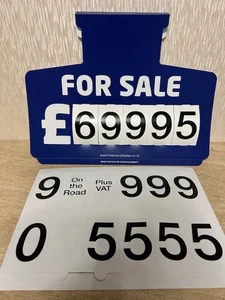 FOR SALE
£69995
9 On the Road Plus VAT 999
0 5555